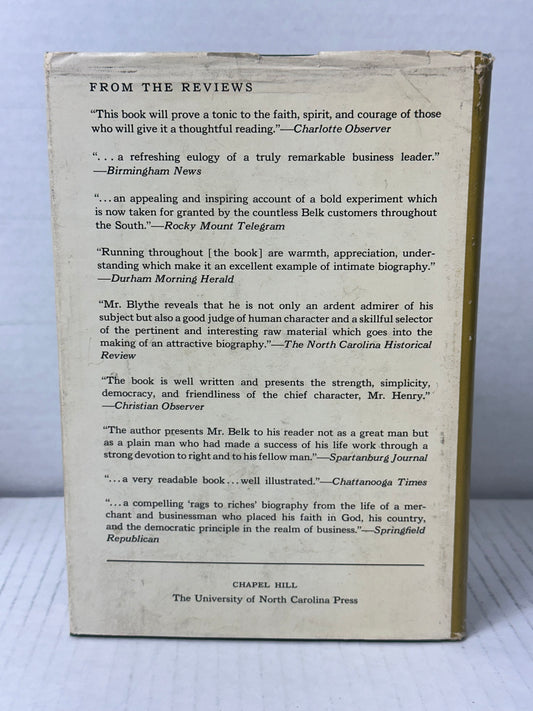 FROM THE REVIEWS
“This book will prove a tonic to the faith, spirit, and courage of those
who will give it a thoughtful reading.”—Charlotte Observer
“. . . a refreshing eulogy of a truly remarkable business leader.”
—Birmingham News
“. . . an appealing and inspiring account of a bold experiment which
is now taken for granted by the countless Belk customers throughout
the South.”—Rocky Mount Telegram
“Running throughout [the book] are warmth, appreciation, under-
standing which make it an excellent example of intimate biography.”
—Durham Morning Herald
“Mr. Blythe reveals that he is not only an ardent admirer of his
subject but also a good judge of human character and a skillful selector
of the pertinent and interesting raw material which goes into the
making of an attractive biography.”—The North Carolina Historical
Review
“The book is well written and presents the strength, simplicity,
democracy, and friendliness of the chief character, Mr. Henry.”
—Christian Observer
“The author presents Mr. Belk to his reader not as a great man but
as a plain man who had made a success of his life work through a
strong devotion to right and to his fellow man.”—Spartanburg Journal
“. . . a very readable book . . . well illustrated.”—Chattanooga Times
“. . . a compelling ‘rags to riches’ biography from the life of a mer-
chant and businessman who placed his faith in God, his country,
and the democratic principle in the realm of business.”—Springfield
Republican
CHAPEL HILL
The University of North Carolina Press